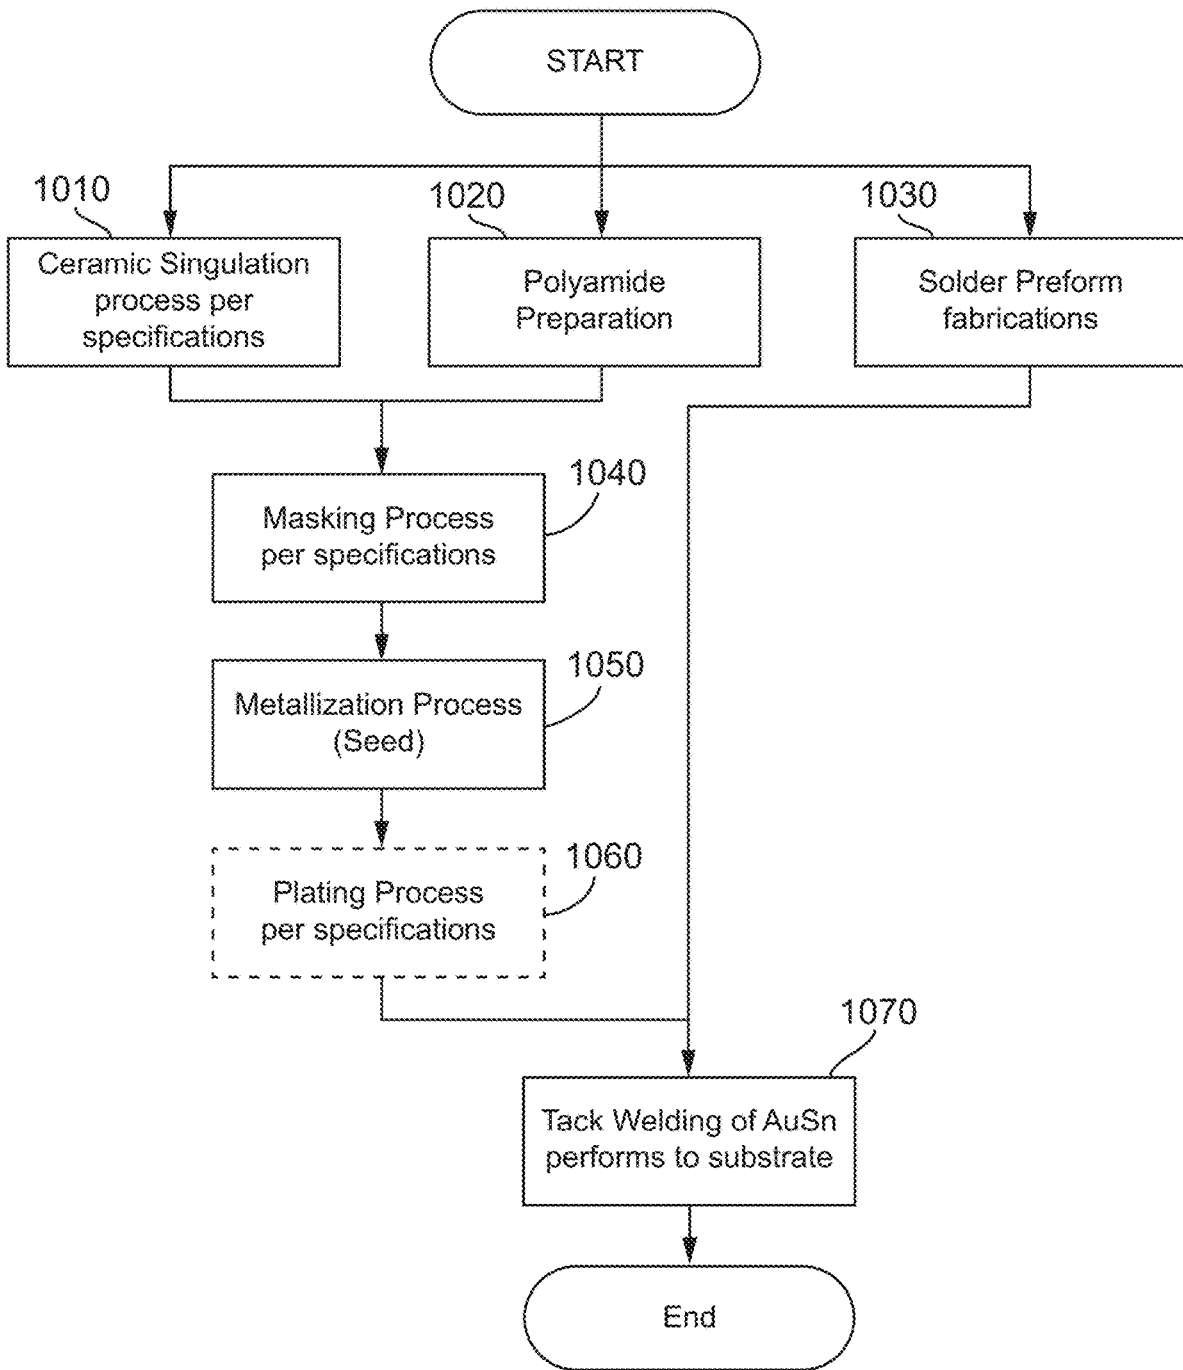 START
1010
Ceramic Singulation
process per
specifications
1020
Polyamide
Preparation
1030
Solder Preform
fabrications
1040
Masking Process
per specifications
1050
Metallization Process
(Seed)
1060
Plating Process
per specifications
1070
Tack Welding of AuSn
performs to substrate
End